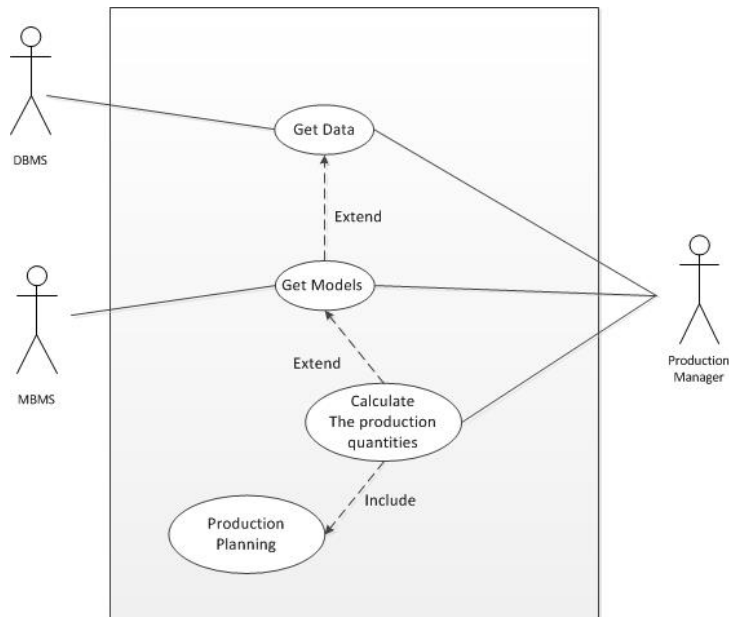 Get Data
DBMS
Extend
Get Models
Extend
Production
Manager
MBMS
Calculate
The production
quantities
Include
Production
Planning